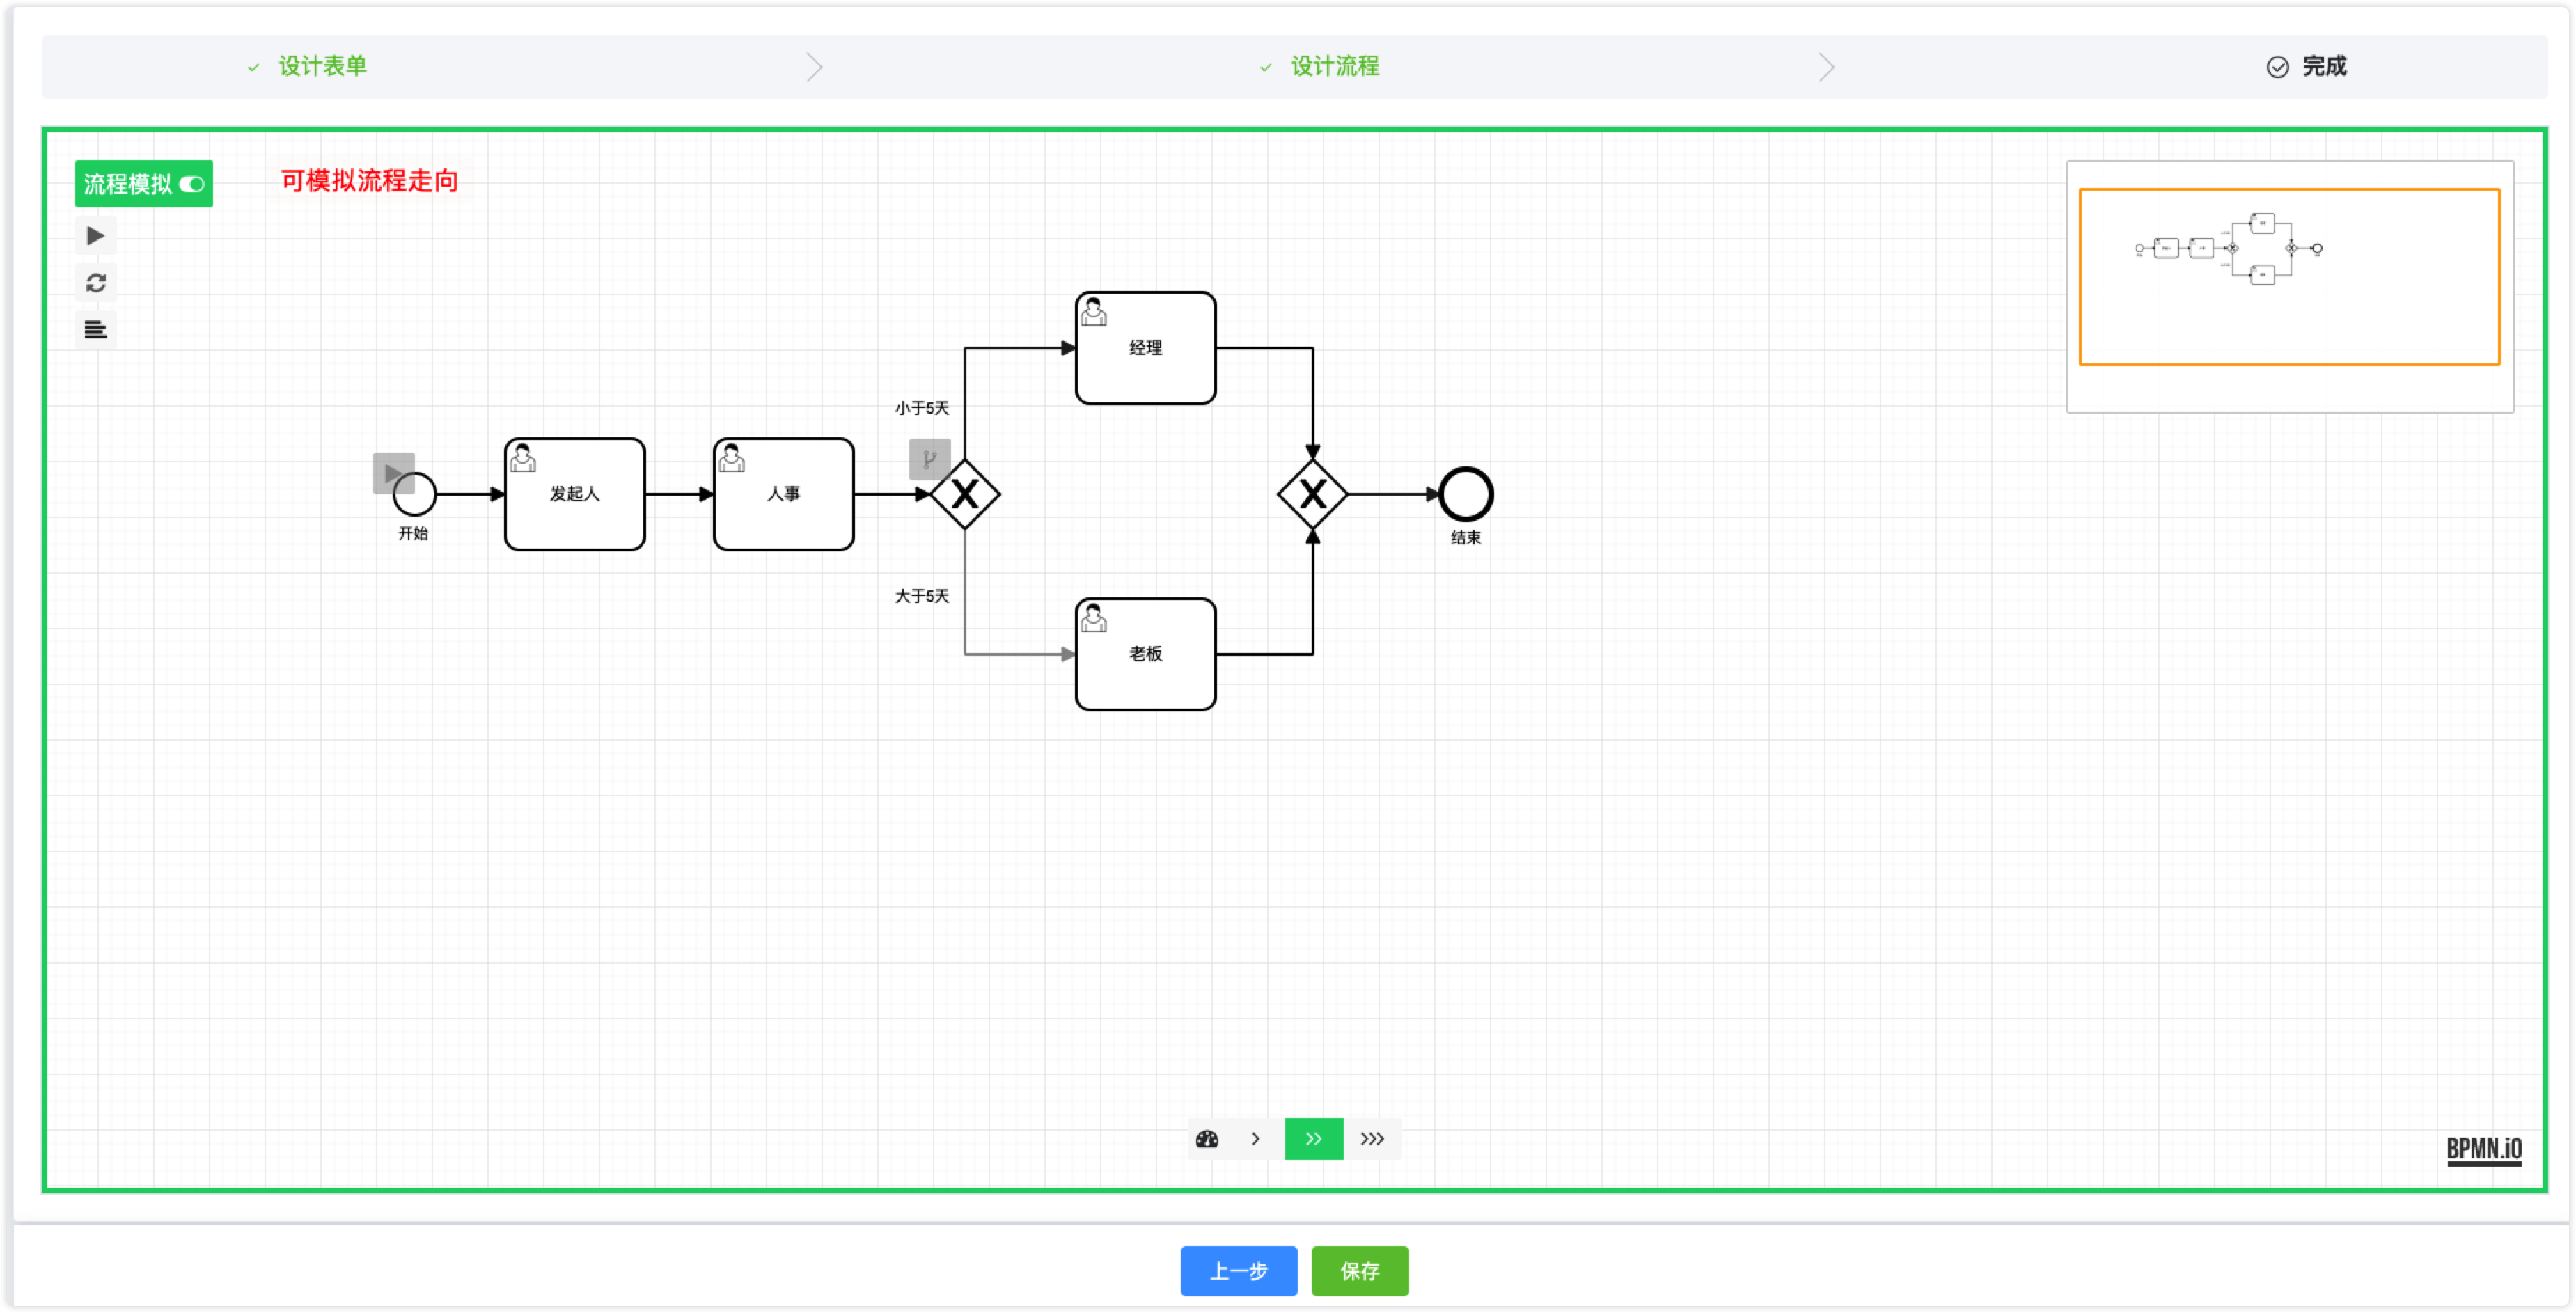 设计表单
设计流程
完成
流程模拟
可模拟流程走向
经理
小于5天
发起人
人事
开始
结束
大于5天
老板
BPMN.iO
上一步
保存